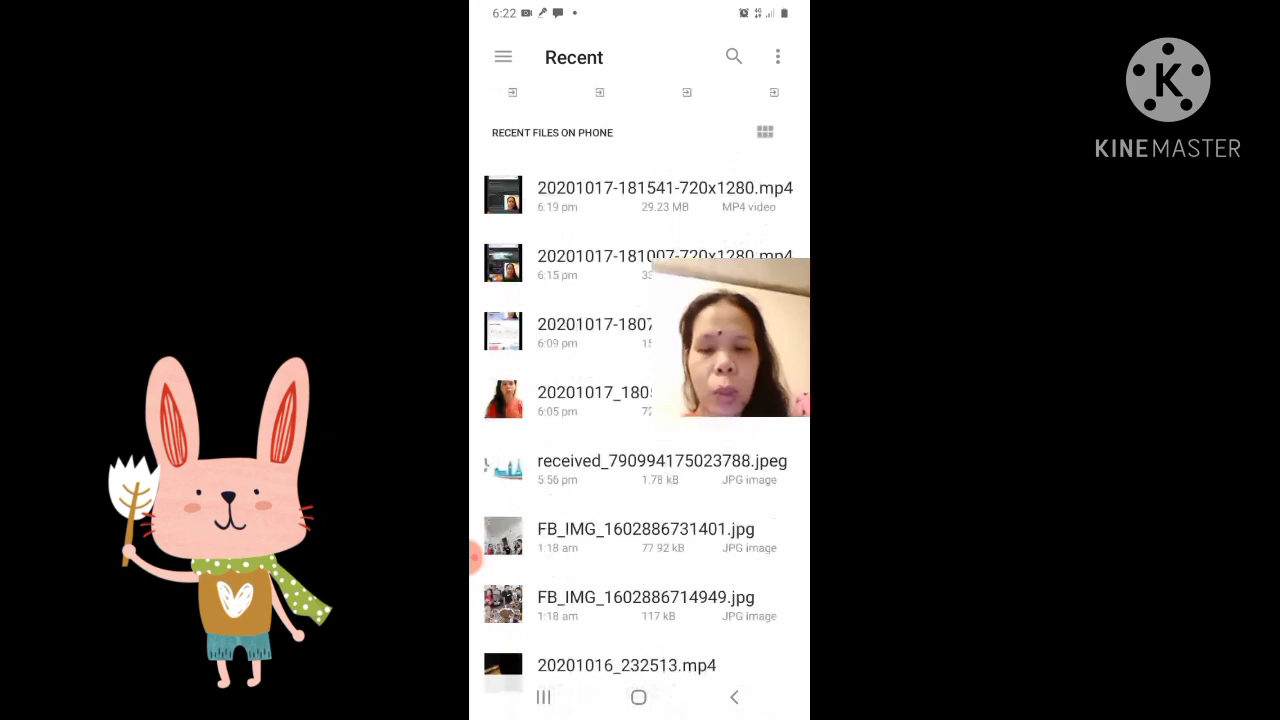 6:22
4G
Recent
RECENT FILES ON PHONE
20201017-181541-720x1280.mp4
6:19 pm 29.23 MB MP4 video
20201017-181007-720x1280.mp4
6:15 pm
20201017-1807
6:09 pm
20201017_180
6:05 pm
received_790994175023788.jpeg
5:56 pm 1.78 kB JPG image
FB_IMG_1602886731401.jpg
1:18 am 77.92 kB JPG image
FB_IMG_1602886714949.jpg
1:18 am 117 kB JPG image
20201016_232513.mp4
K
KINEMASTER